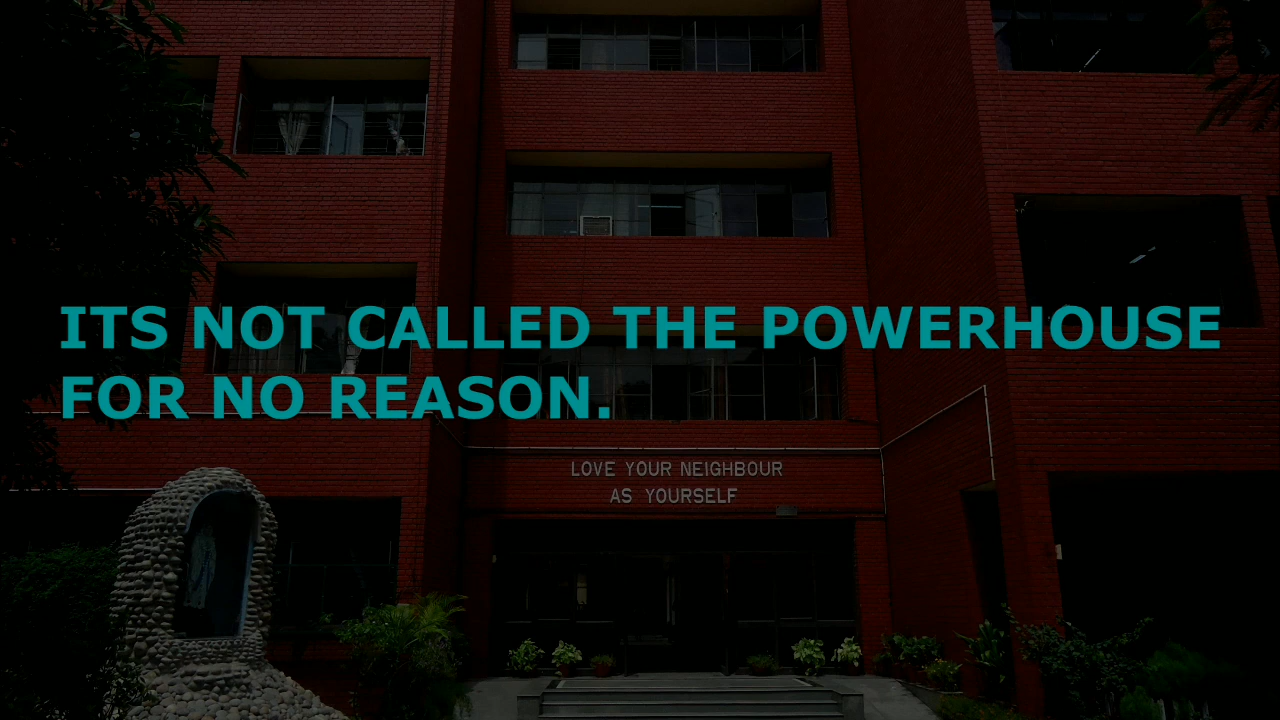 ITS NOT CALLED THE POWERHOUSE
FOR NO REASON.
LOVE YOUR NEIGHBOUR
AS YOURSELF